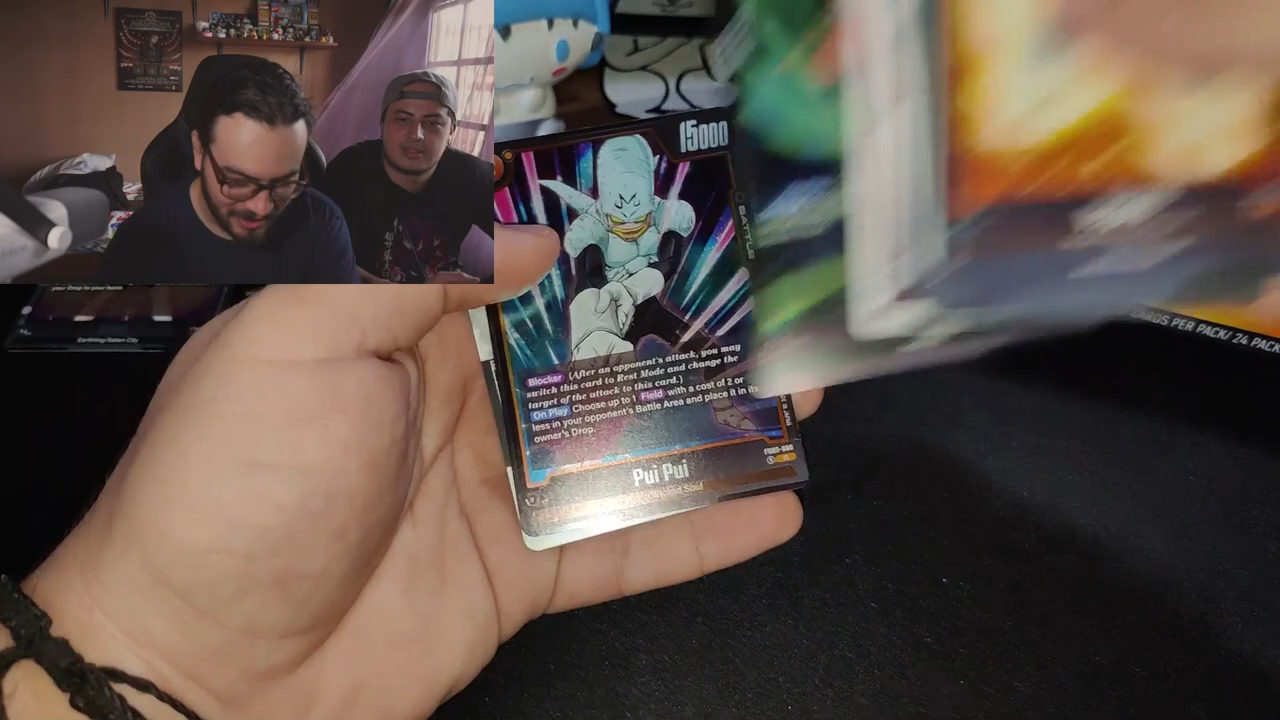 15000
BATTLE
Blocker (After an opponent's attack, you may
switch this card to Rest Mode and change the
target of the attack to this card.)
On Play Choose up to 1 Field with a cost of 2 or
less in your opponent's Battle Area and place it in its
owner's Drop.
Pui Pui
CARDS PER PACK/ 24 PACK
Earthling/Satan City